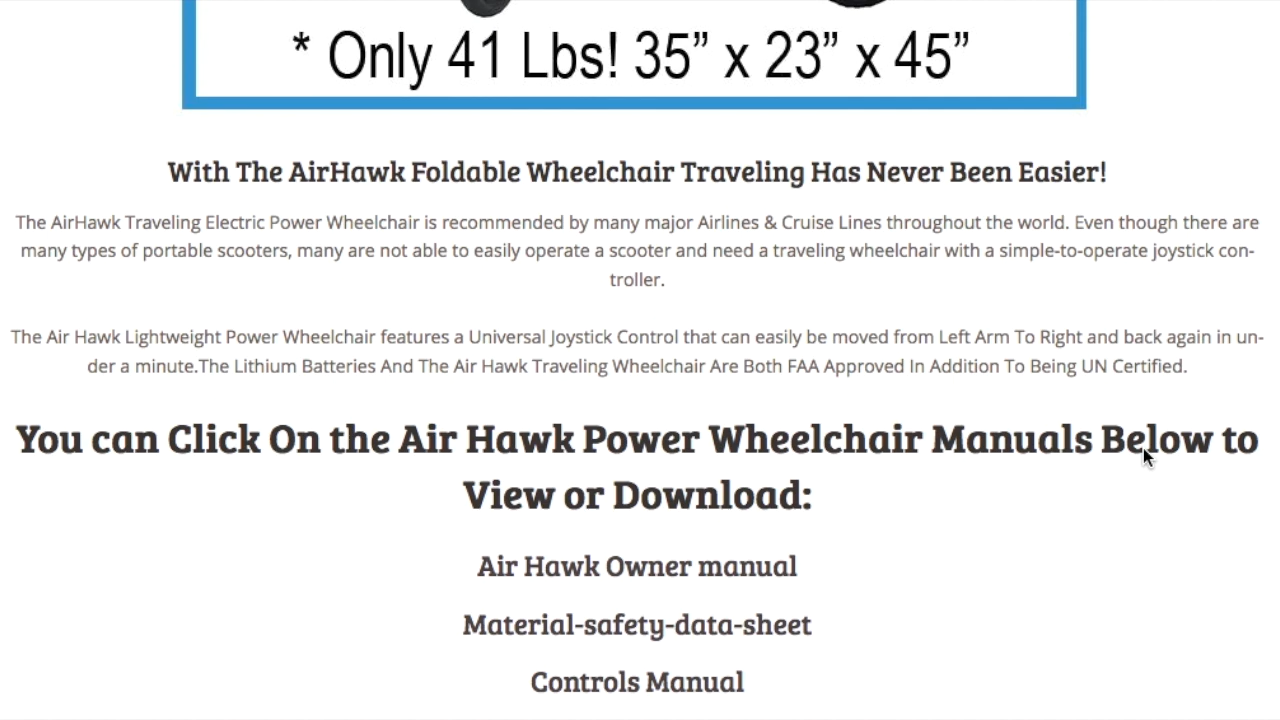 * Only 41 Lbs! 35” x 23” x 45”
With The AirHawk Foldable Wheelchair Traveling Has Never Been Easier!
The AirHawk Traveling Electric Power Wheelchair is recommended by many major Airlines & Cruise Lines throughout the world. Even though there are
many types of portable scooters, many are not able to easily operate a scooter and need a traveling wheelchair with a simple-to-operate joystick con-
troller.
The Air Hawk Lightweight Power Wheelchair features a Universal Joystick Control that can easily be moved from Left Arm To Right and back again in un-
der a minute.The Lithium Batteries And The Air Hawk Traveling Wheelchair Are Both FAA Approved In Addition To Being UN Certified.
You can Click On the Air Hawk Power Wheelchair Manuals Below to
View or Download:
Air Hawk Owner manual
Material-safety-data-sheet
Controls Manual